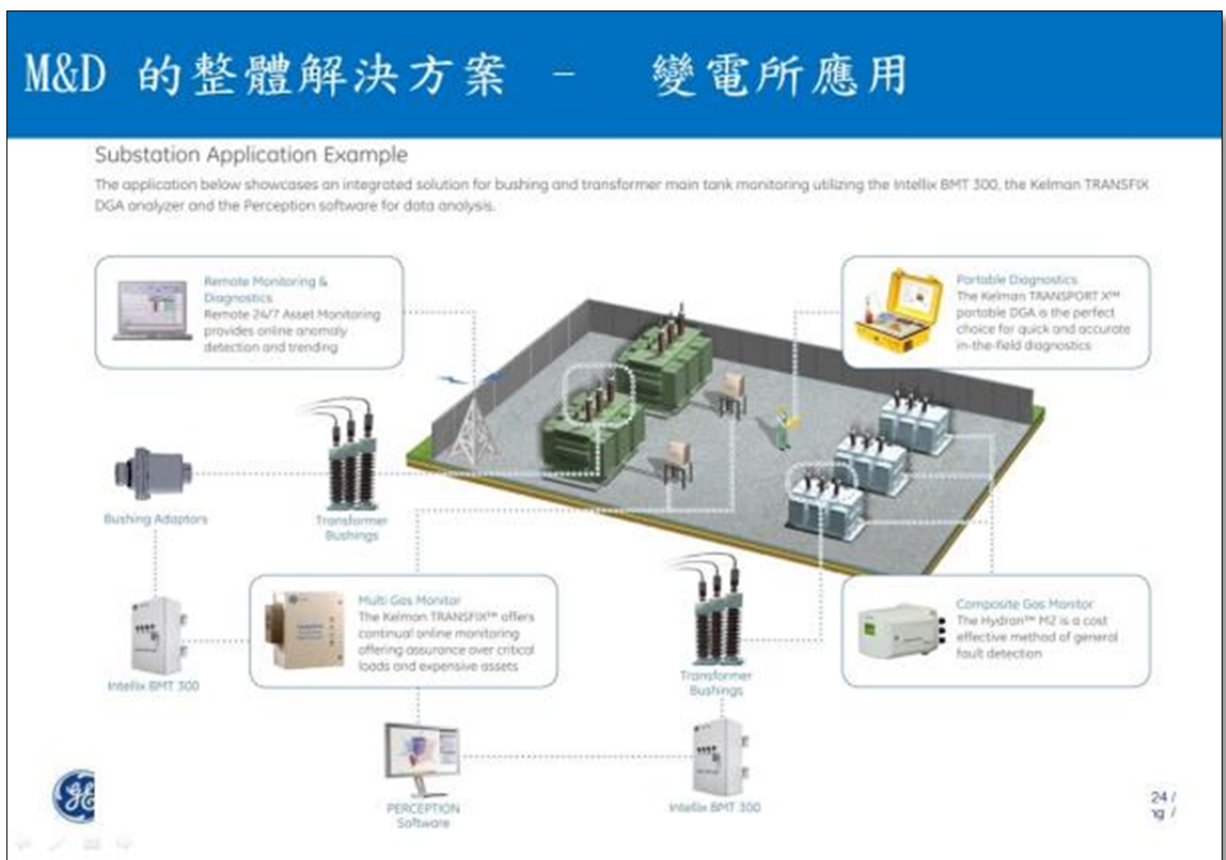 M&D 的整體解決方案 - 變電所應用
Substation Application Example
The application below showcases an integrated solution for bushing and transformer main tank monitoring utilizing the Intellix BMT 300, the Kelman TRANSFIX
DGA analyzer and the Perception software for data analysis.
Remote Monitoring &
Diagnostics
Remote 24/7 Asset Monitoring
provides online anomaly
detection and trending
Portable Diagnostics
The Kelman TRANSPORT X™
portable DGA is the perfect
choice for quick and accurate
in-the-field diagnostics
Bushing Adaptors
Transformer
Bushings
Multi Gas Monitor
The Kelman TRANSFIX™ offers
continual online monitoring
offering assurance over critical
loads and expensive assets
Composite Gas Monitor
The Hydran™ M2 is a cost
effective method of general
fault detection
Intellix BMT 300
Transformer
Bushings
PERCEPTION
Software
Intellix BMT 300
GE
24 /
ng /